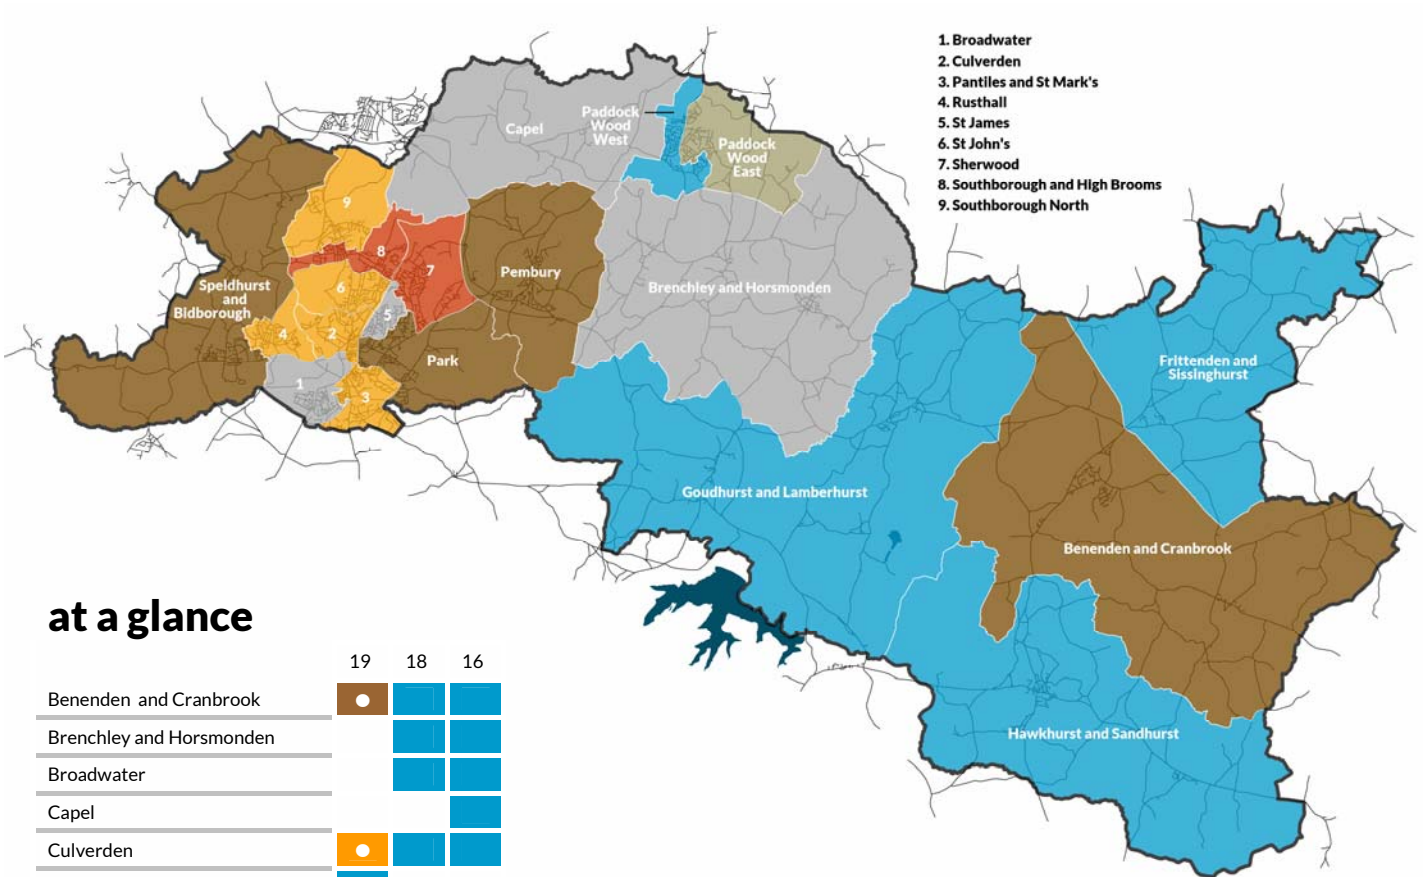 1. Broadwater
2. Culverden
3. Pantiles and St Mark's
4. Rusthall
5. St James
6. St John's
7. Sherwood
8. Southborough and High Brooms
9. Southborough North
Capel
Paddock
Wood
West
Paddock
Wood
East
9
8
7
Pembury
Speldhurst
and
Bidborough
6
5
4
2
Brenchley and Horsmonden
Park
1
3
Frittenden and
Sissinghurst
Goudhurst and Lamberhurst
Benenden and Cranbrook
Hawkhurst and Sandhurst
at a glance
19 18 16
Benenden and Cranbrook
Brenchley and Horsmonden
Broadwater
Capel
Culverden